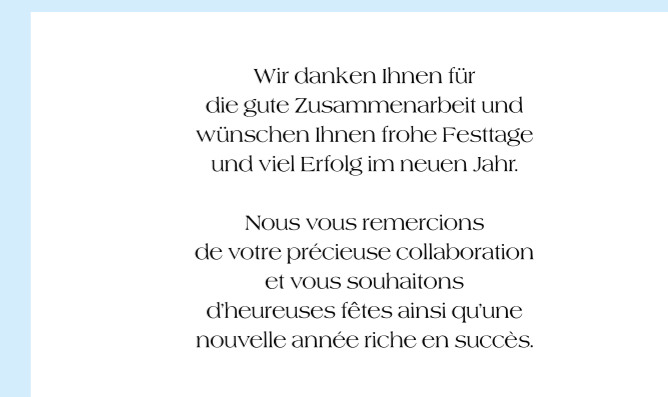 Wir danken Ihnen für
die gute Zusammenarbeit und
wünschen Ihnen frohe Festtage
und viel Erfolg im neuen Jahr.
Nous vous remercions
de votre précieuse collaboration
et vous souhaitons
d'heureuses fêtes ainsi qu'une
nouvelle année riche en succès.